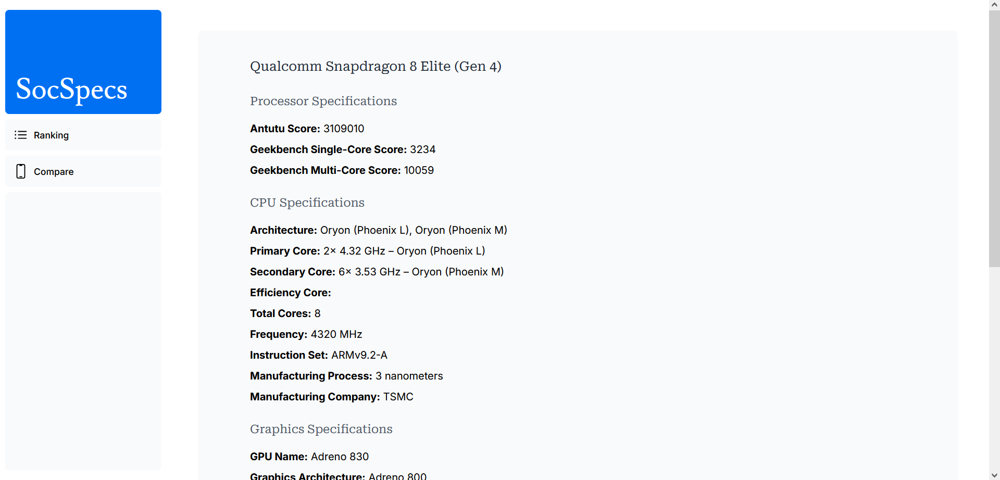 SocSpecs
Ranking
Compare
Qualcomm Snapdragon 8 Elite (Gen 4)
Processor Specifications
Antutu Score: 3109010
Geekbench Single-Core Score: 3234
Geekbench Multi-Core Score: 10059
CPU Specifications
Architecture: Oryon (Phoenix L), Oryon (Phoenix M)
Primary Core: 2× 4.32 GHz – Oryon (Phoenix L)
Secondary Core: 6× 3.53 GHz – Oryon (Phoenix M)
Efficiency Core:
Total Cores: 8
Frequency: 4320 MHz
Instruction Set: ARMv9.2-A
Manufacturing Process: 3 nanometers
Manufacturing Company: TSMC
Graphics Specifications
GPU Name: Adreno 830
Graphics Architecture: Adreno 800